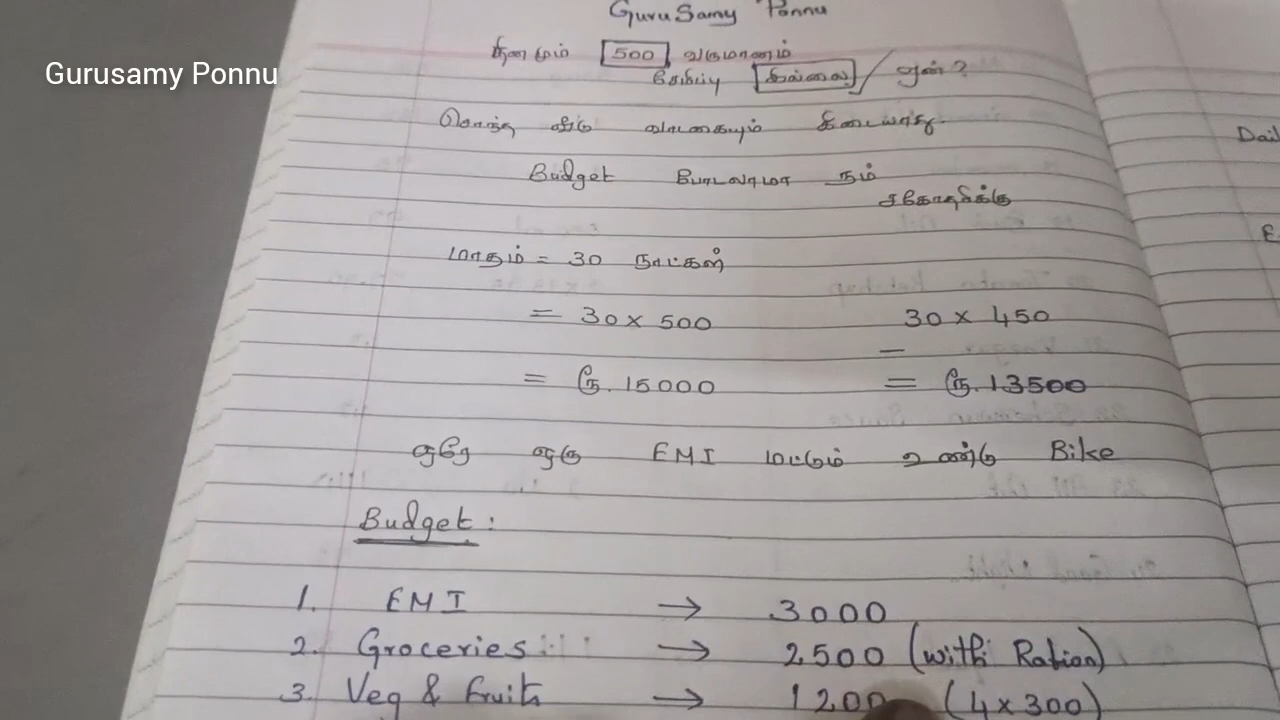 GuruSamy Ponnu
Gurusamy Ponnu
தினமும் 500 வருமானம்
சேமிப்பு இல்லை / ஏன்?
சொந்த வீடு வாடகையும் கிடையாது.
Budget போடலாமா நம்
சகோதரிக்கு
மாதம் = 30 நாட்கள்
= 30 x 500 30 x 450
= ரூ. 15000 = ரூ. 13500
ஒரே ஒரு EMI மட்டும் உண்டு Bike
Budget :
1. EMI → 3000
2. Groceries → 2500 (with Ration)
3. Veg & Fruits → 1200 (4 x 300)
Dail
E